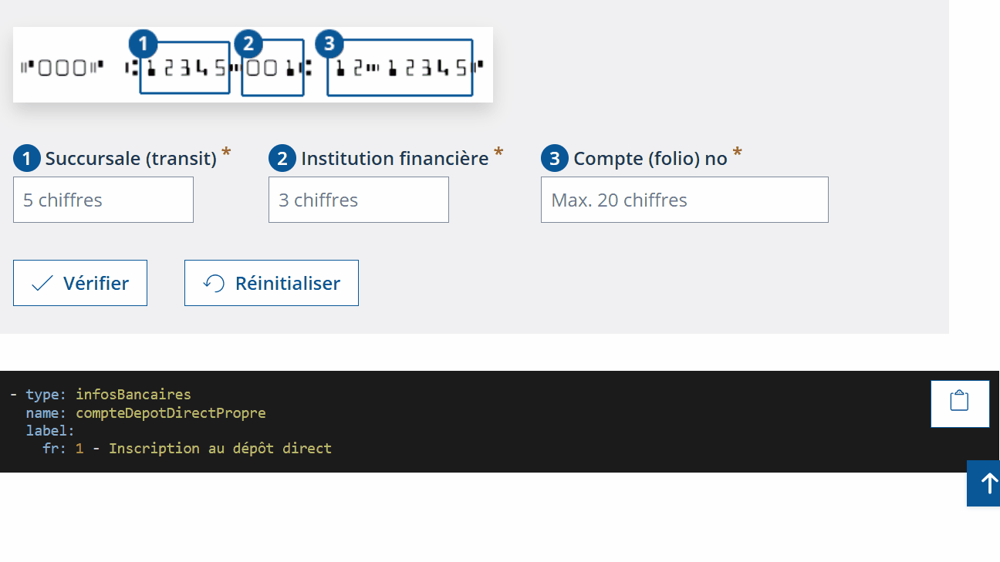 1 2 3
000 12345 001 12 12345
1 Succursale (transit) * 2 Institution financière * 3 Compte (folio) no *
5 chiffres 3 chiffres Max. 20 chiffres
Vérifier Réinitialiser
- type: infosBancaires
name: compteDepotDirectPropre
label:
fr: 1 - Inscription au dépôt direct